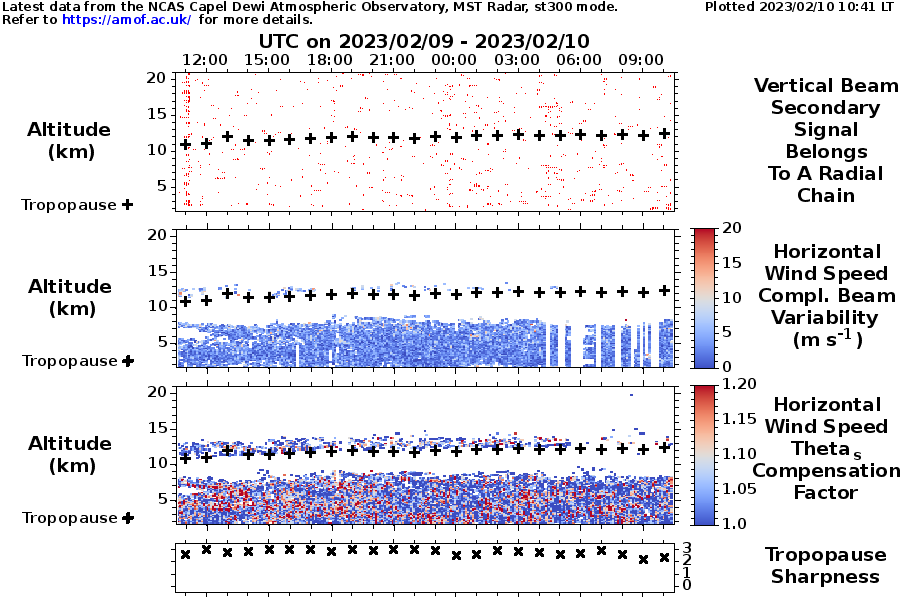 Latest data from the NCAS Capel Dewi Atmospheric Observatory, MST Radar, st300 mode.
Plotted 2023/02/10 10:41 LT
Refer to https://amof.ac.uk/ for more details.
UTC on 2023/02/09 - 2023/02/10
12:00 15:00 18:00 21:00 00:00 03:00 06:00 09:00
20
15
10
5
Altitude
(km)
Tropopause +
Vertical Beam
Secondary
Signal
Belongs
To A Radial
Chain
20
15
10
5
Altitude
(km)
Tropopause +
20
15
10
5
0
Horizontal
Wind Speed
Compl. Beam
Variability
(m s-1)
20
15
10
5
Altitude
(km)
Tropopause +
1.20
1.15
1.10
1.05
1.0
Horizontal
Wind Speed
Theta s
Compensation
Factor
3
2
1
0
Tropopause
Sharpness